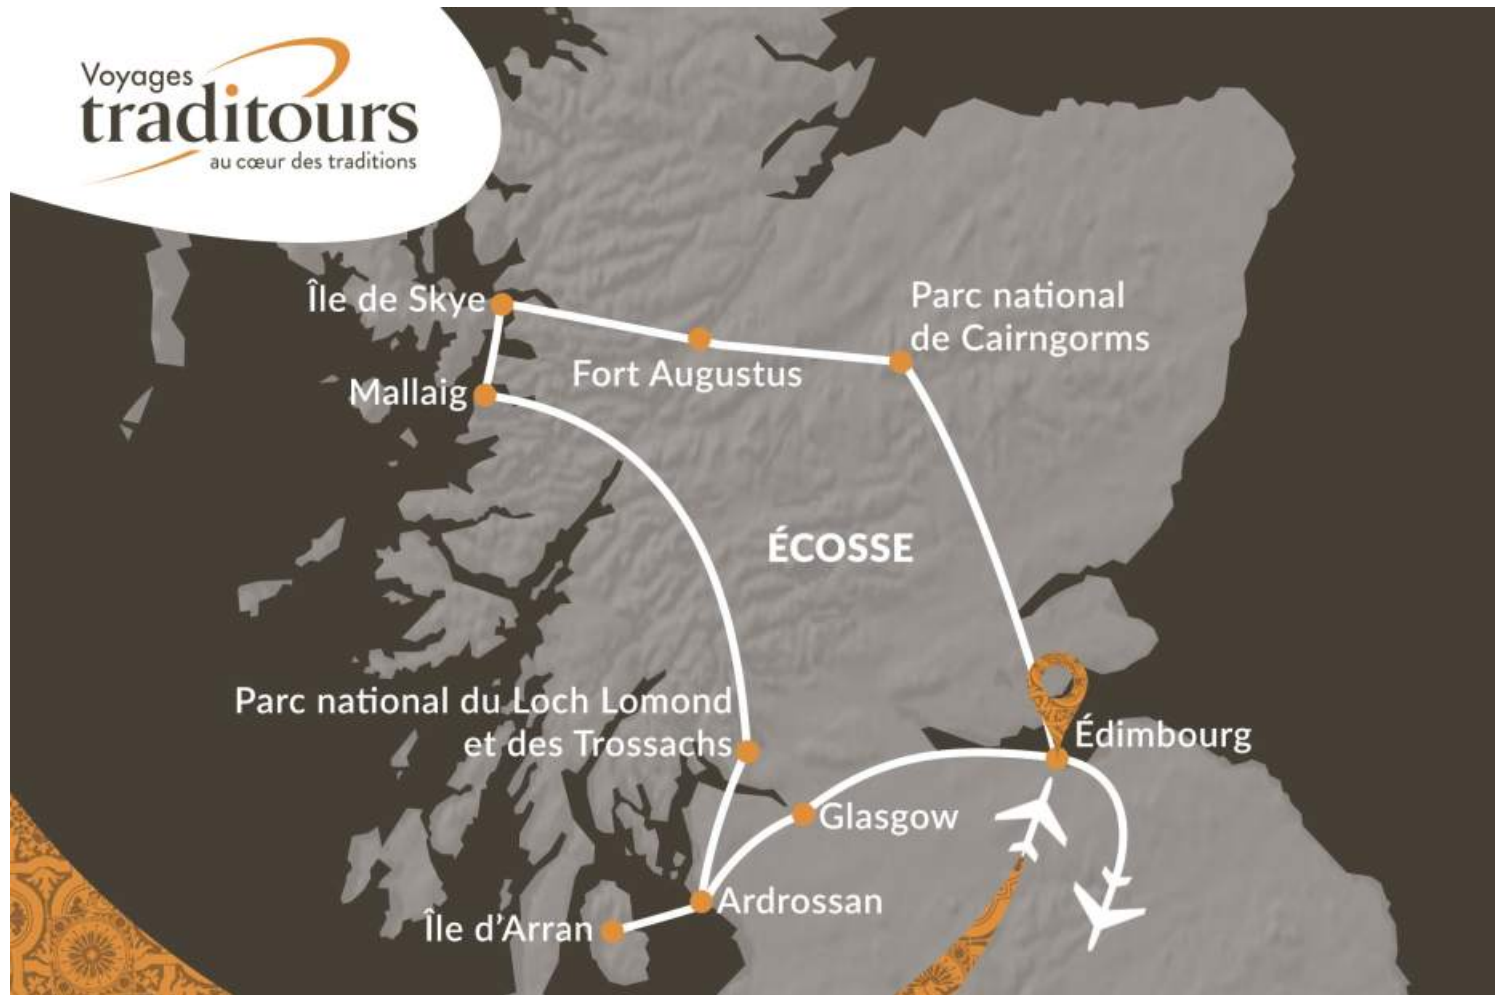 Voyages
traditours
au cœur des traditions
Île de Skye
Parc national
de Cairngorms
Fort Augustus
Mallaig
ÉCOSSE
Parc national du Loch Lomond
et des Trossachs
Édimbourg
Glasgow
Ardrossan
Île d'Arran